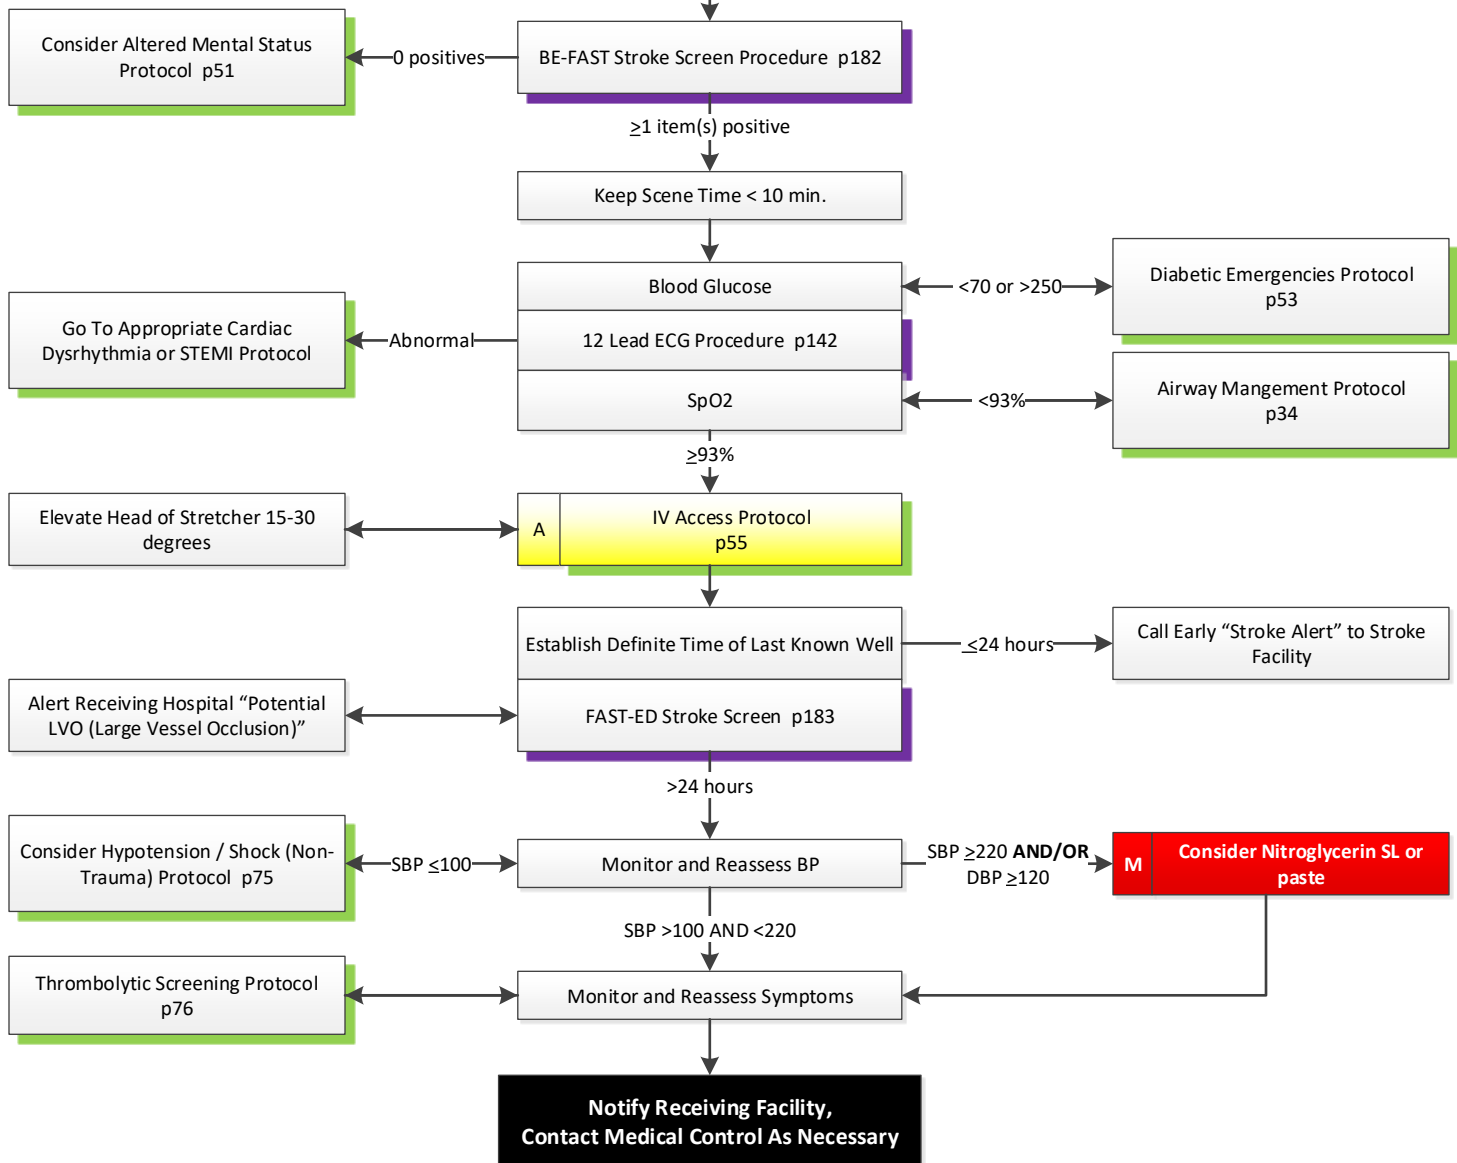 Consider Altered Mental Status
Protocol  p51
0 positives
BE-FAST Stroke Screen Procedure  p182
≥1 item(s) positive
Keep Scene Time < 10 min.
Blood Glucose
<70 or >250
Diabetic Emergencies Protocol
p53
Go To Appropriate Cardiac
Dysrhythmia or STEMI Protocol
Abnormal
12 Lead ECG Procedure  p142
SpO2
<93%
Airway Mangement Protocol
p34
≥93%
Elevate Head of Stretcher 15-30
degrees
A
IV Access Protocol
p55
Establish Definite Time of Last Known Well
≤24 hours
Call Early “Stroke Alert” to Stroke
Facility
Alert Receiving Hospital “Potential
LVO (Large Vessel Occlusion)”
FAST-ED Stroke Screen  p183
>24 hours
Consider Hypotension / Shock (Non-
Trauma) Protocol  p75
SBP ≤100
Monitor and Reassess BP
SBP ≥220 AND/OR
DBP ≥120
M
Consider Nitroglycerin SL or
paste
SBP >100 AND <220
Thrombolytic Screening Protocol
p76
Monitor and Reassess Symptoms
Notify Receiving Facility,
Contact Medical Control As Necessary